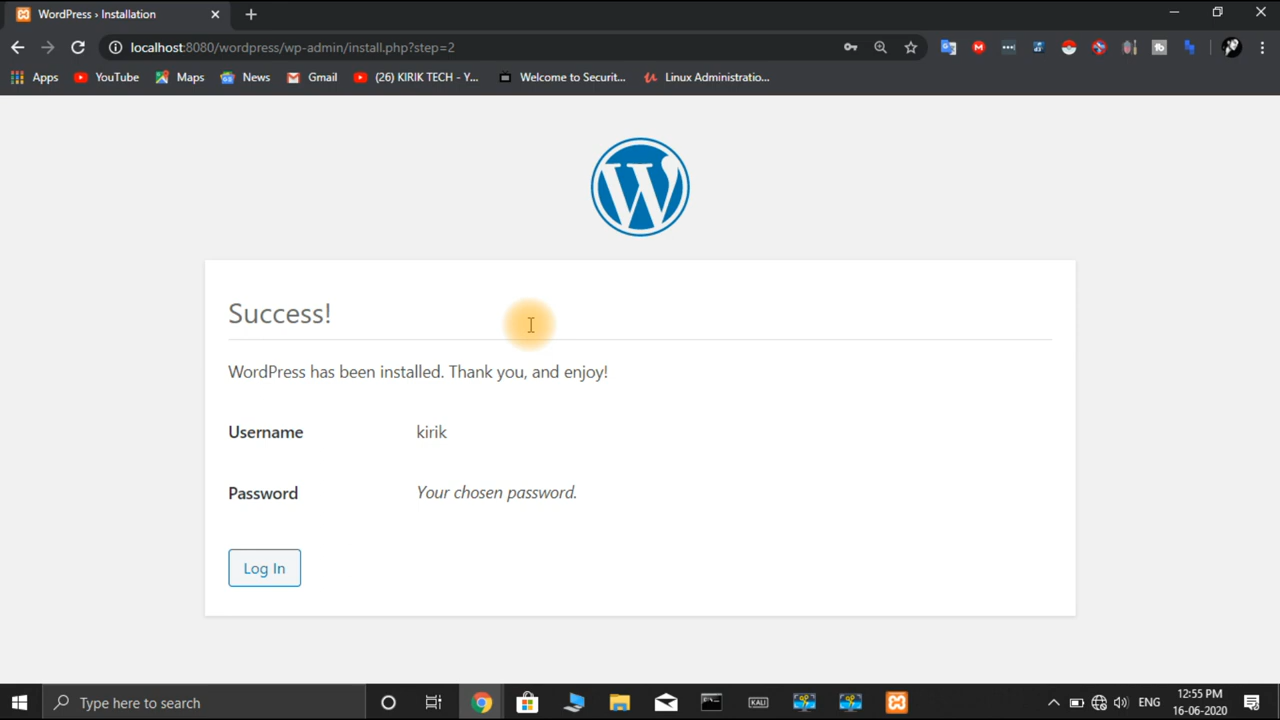 WordPress › Installation
localhost:8080/wordpress/wp-admin/install.php?step=2
Apps YouTube Maps News Gmail (26) KIRIK TECH - Y... Welcome to Securit... Linux Administratio...
W
Success!
WordPress has been installed. Thank you, and enjoy!
Username kirik
Password Your chosen password.
Log In
Type here to search KALI ENG 12:55 PM
16-06-2020